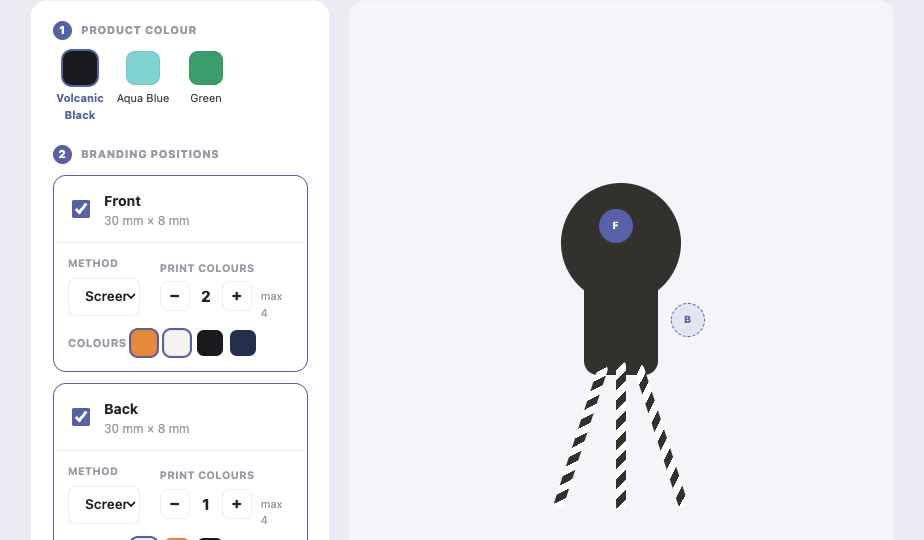 1 PRODUCT COLOUR
Volcanic Black
Aqua Blue
Green
2 BRANDING POSITIONS
Front
30 mm × 8 mm
METHOD
PRINT COLOURS
Screen
− 2 + max 4
COLOURS
Back
30 mm × 8 mm
METHOD
PRINT COLOURS
Screen
− 1 + max 4
F
B